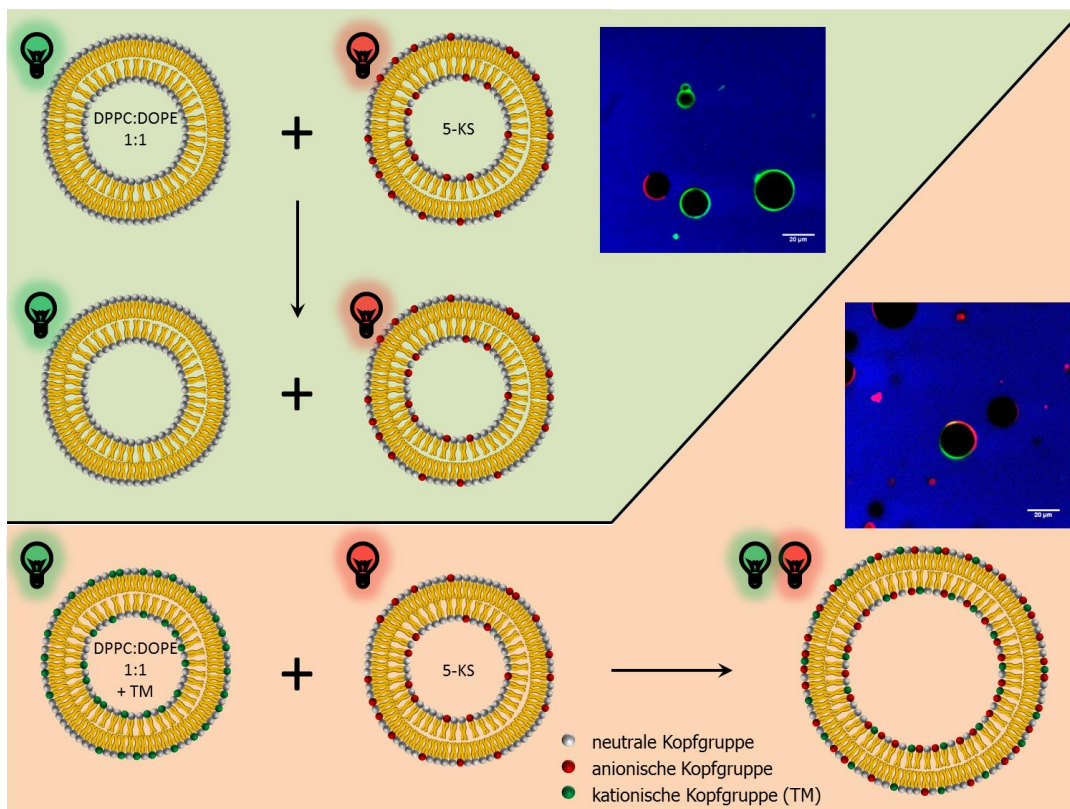 DPPC:DOPE
1:1
+
5-KS
20 µm
+
20 µm
DPPC:DOPE
1:1
+ TM
+
5-KS
neutrale Kopfgruppe
anionische Kopfgruppe
kationische Kopfgruppe (TM)